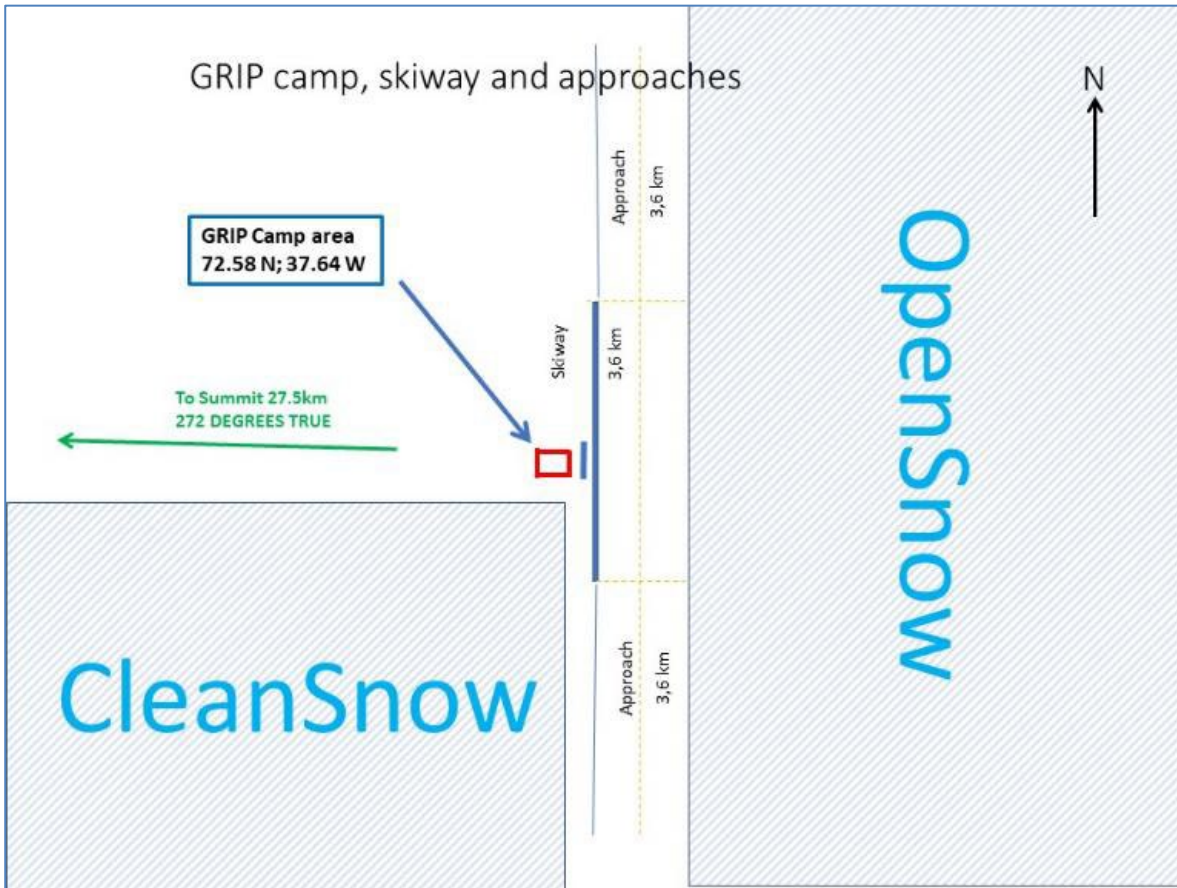 GRIP camp, skiway and approaches
N
Approach
3,6 km
GRIP Camp area
72.58 N; 37.64 W
OpenSnow
Skiway
3,6 km
To Summit 27.5km
272 DEGREES TRUE
CleanSnow
Approach
3,6 km